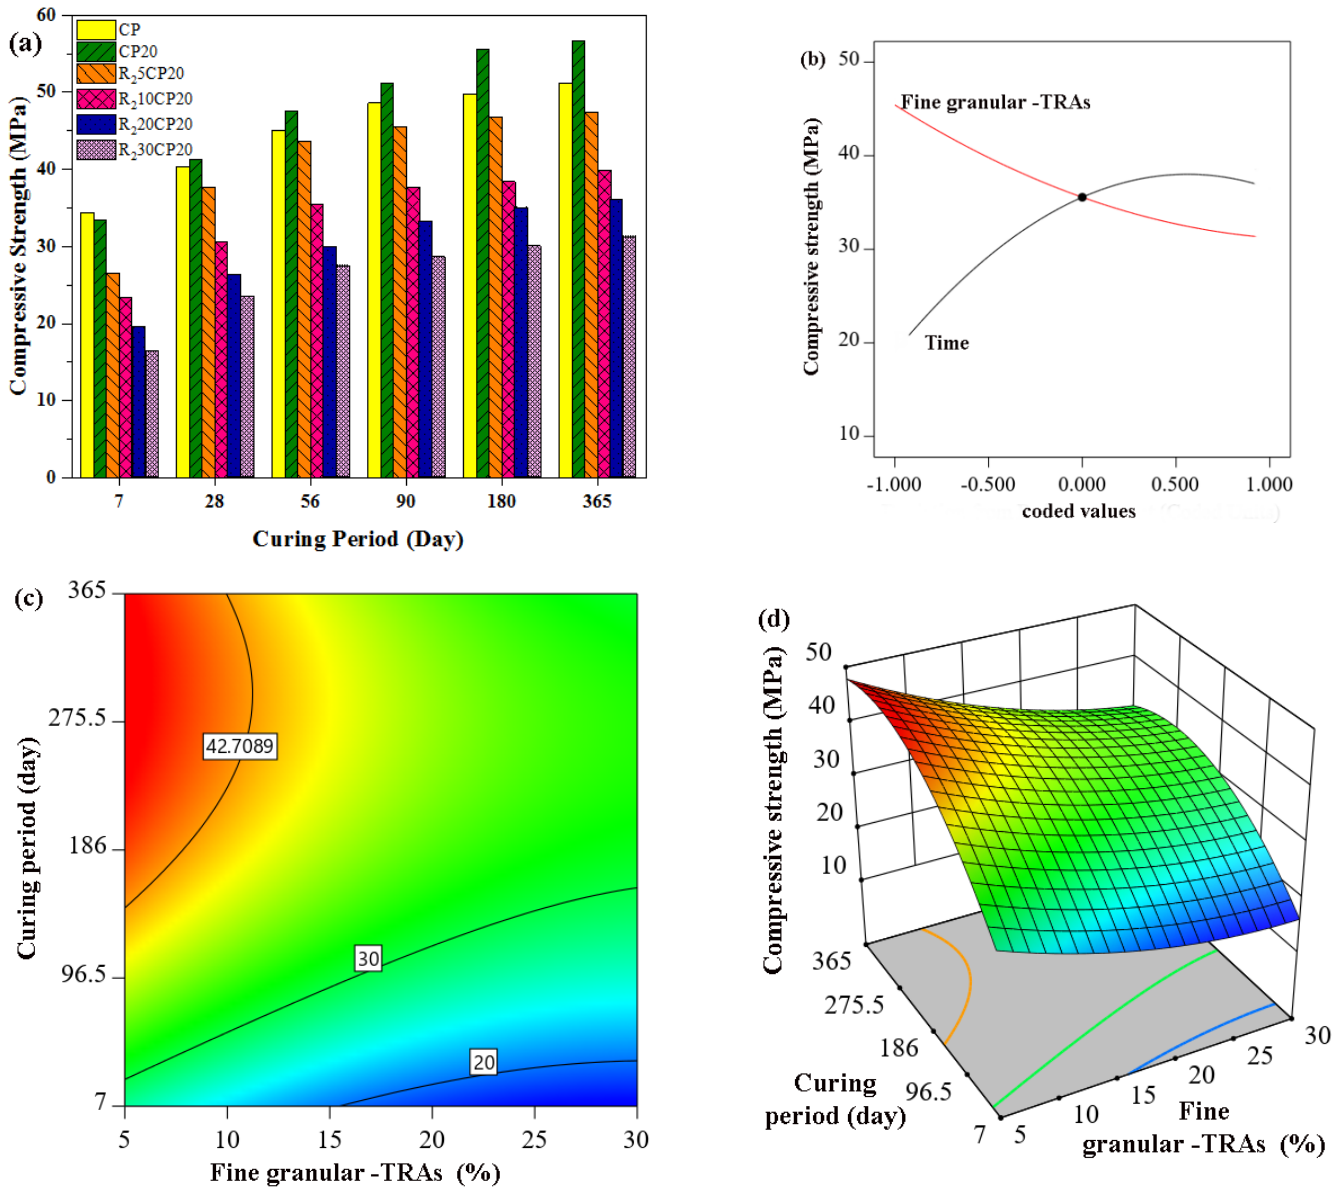 (a)
60
50
40
30
20
10
0
Compressive Strength (MPa)
CP
CP20
R₂5CP20
R₂10CP20
R₂20CP20
R₂30CP20
7 28 56 90 180 365
Curing Period (Day)
(b)
50
40
30
20
10
Compressive strength (MPa)
Fine granular -TRAs
Time
-1.000 -0.500 0.000 0.500 1.000
coded values
(c)
365
275.5
186
96.5
7
Curing period (day)
42.7089
30
20
5 10 15 20 25 30
Fine granular -TRAs (%)
(d)
50
40
30
20
10
Compressive strength (MPa)
365
275.5
186
96.5
7
Curing
period (day)
5
10
15
20
25
30
Fine
granular -TRAs (%)